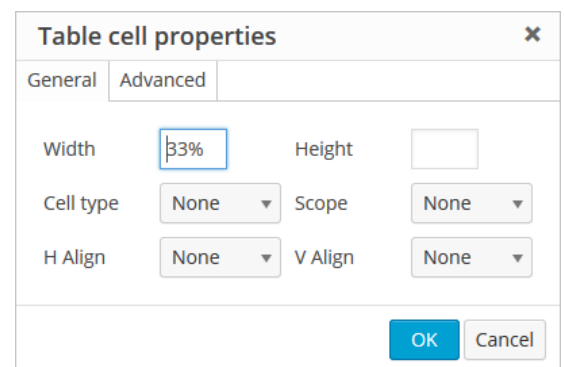 Table cell properties ×
General Advanced
Width 33% Height
Cell type None Scope None
H Align None V Align None
OK Cancel